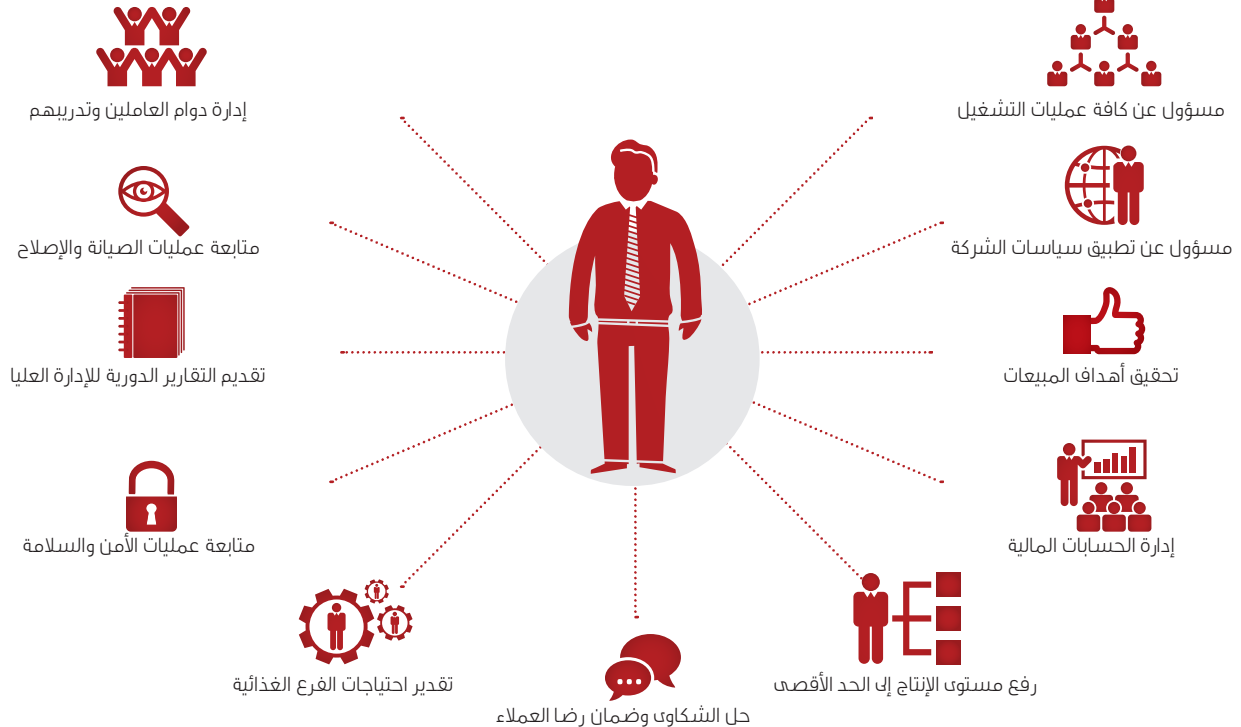 مسؤول عن كافة عمليات التشغيل
إدارة دوام العاملين وتدريبهم
مسؤول عن تطبيق سياسات الشركة
متابعة عمليات الصيانة والإصلاح
تحقيق أهداف المبيعات
تقديم التقارير الدورية للإدارة العليا
إدارة الحسابات المالية
متابعة عمليات الأمن والسلامة
رفع مستوى الإنتاج إلى الحد الأقصى
تقدير احتياجات الفرع الغذائية
حل الشكاوى وضمان رضا العملاء